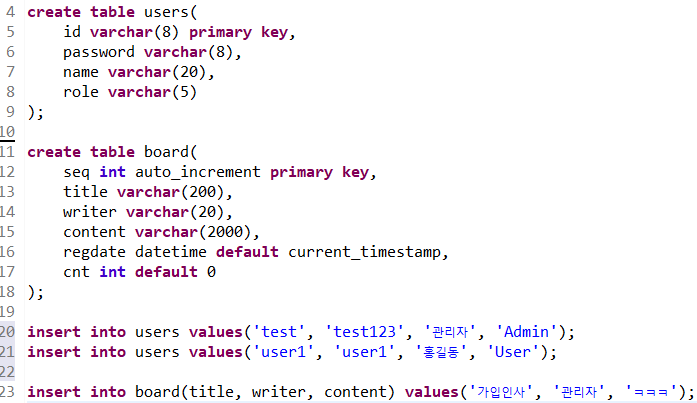 4 create table users(
5     id varchar(8) primary key,
6     password varchar(8),
7     name varchar(20),
8     role varchar(5)
9 );
10
11 create table board(
12     seq int auto_increment primary key,
13     title varchar(200),
14     writer varchar(20),
15     content varchar(2000),
16     regdate datetime default current_timestamp,
17     cnt int default 0
18 );
19
20 insert into users values('test', 'test123', '관리자', 'Admin');
21 insert into users values('user1', 'user1', '홍길동', 'User');
22
23 insert into board(title, writer, content) values('가입인사', '관리자', 'ㅋㅋㅋ');